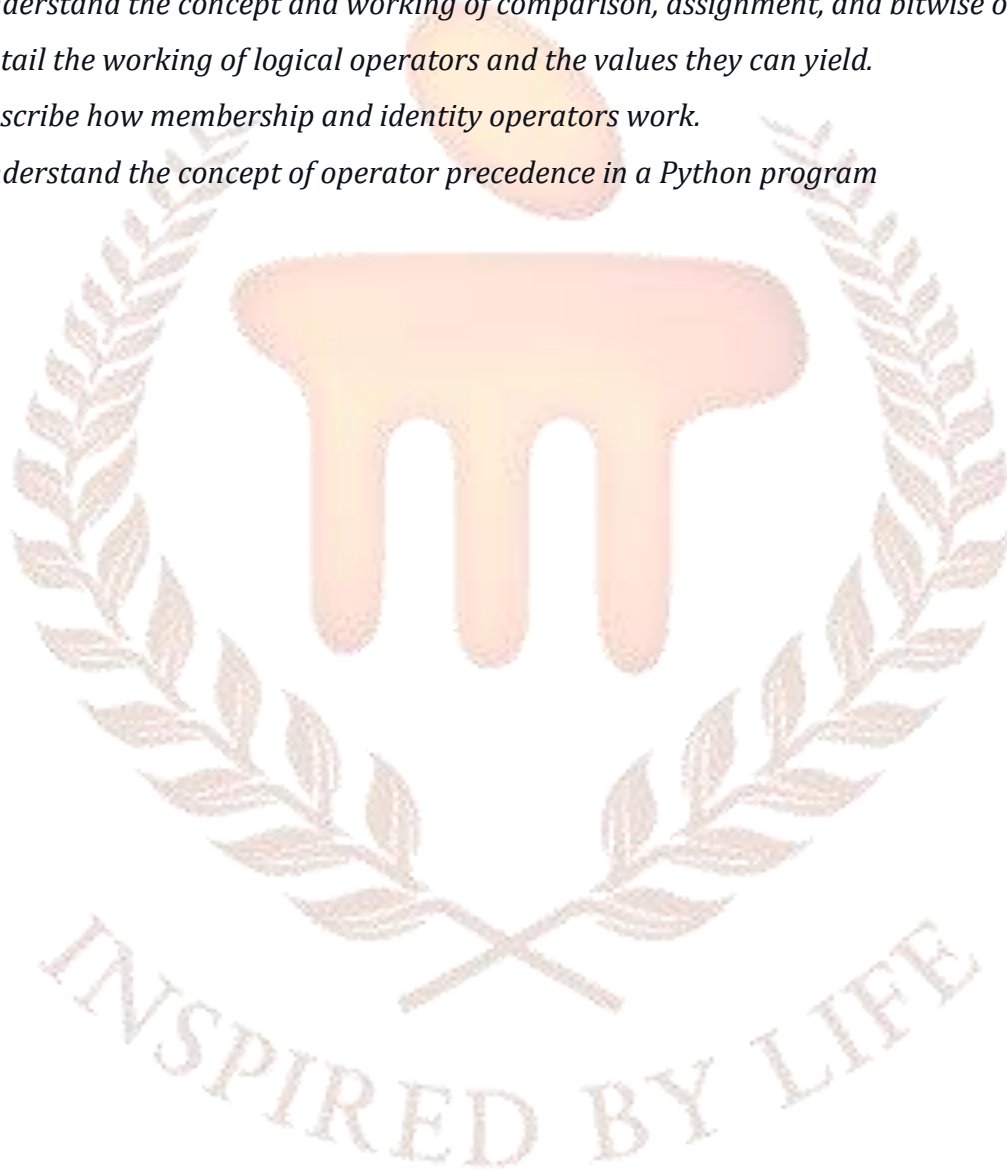 derstand the concept and working of comparison, assignment, and bitwise o
tail the working of logical operators and the values they can yield.
scribe how membership and identity operators work.
derstand the concept of operator precedence in a Python program
INSPIRED BY LIFE